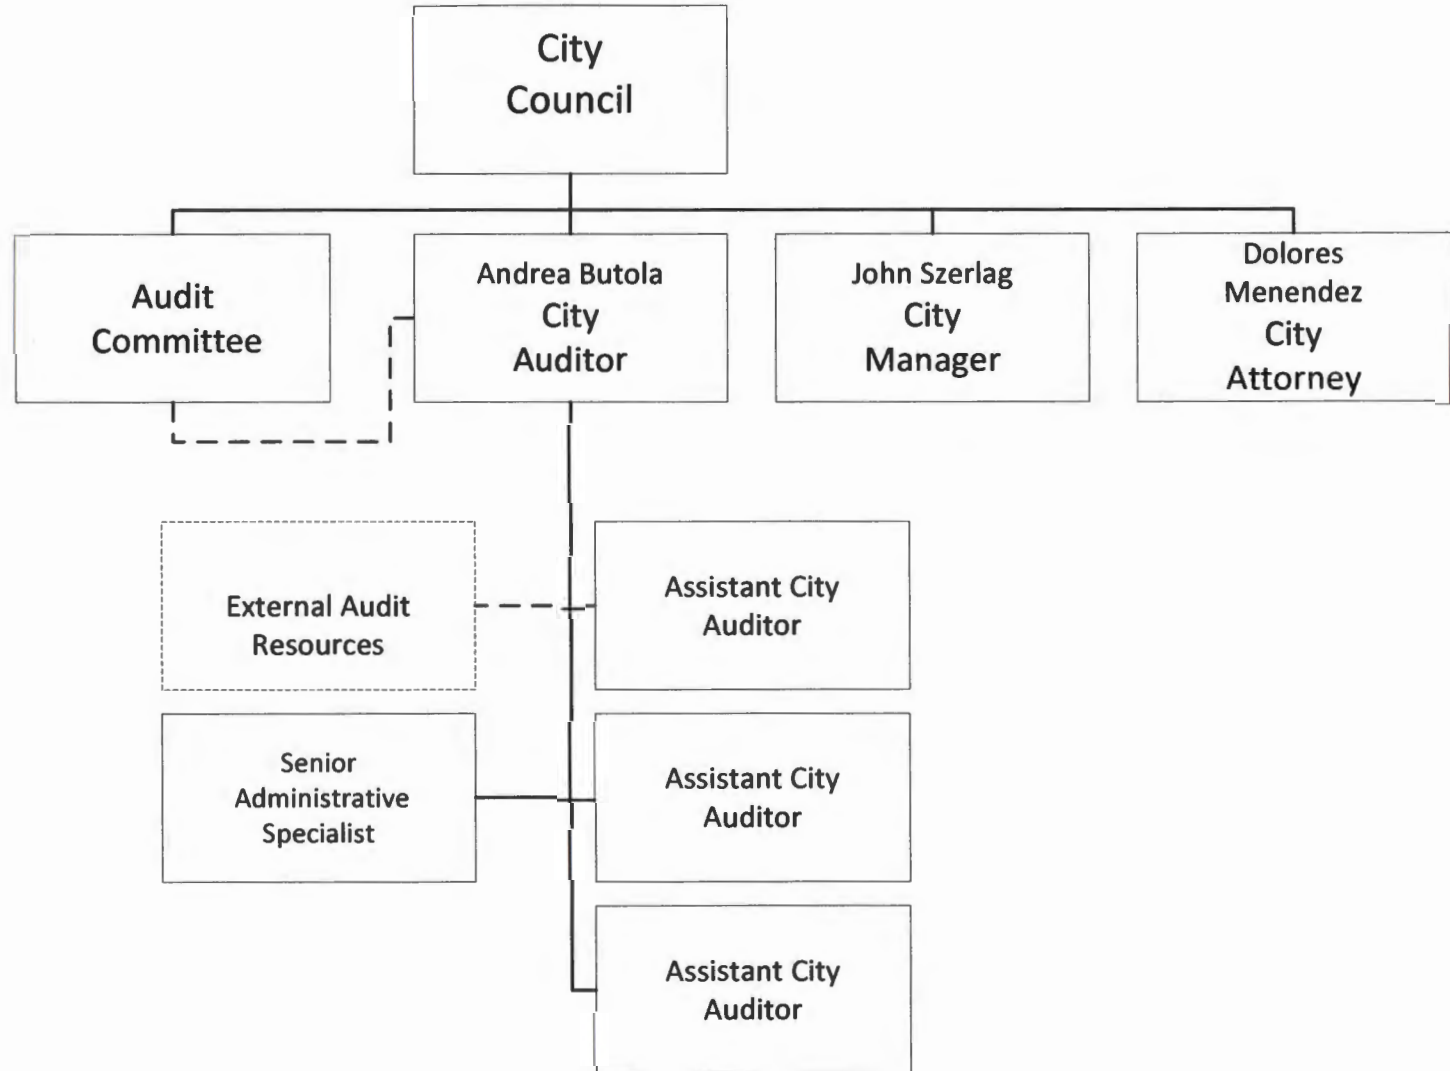 City
Council
Audit
Committee
Andrea Butola
City
Auditor
John Szerlag
City
Manager
Dolores
Menendez
City
Attorney
External Audit
Resources
Assistant City
Auditor
Senior
Administrative
Specialist
Assistant City
Auditor
Assistant City
Auditor